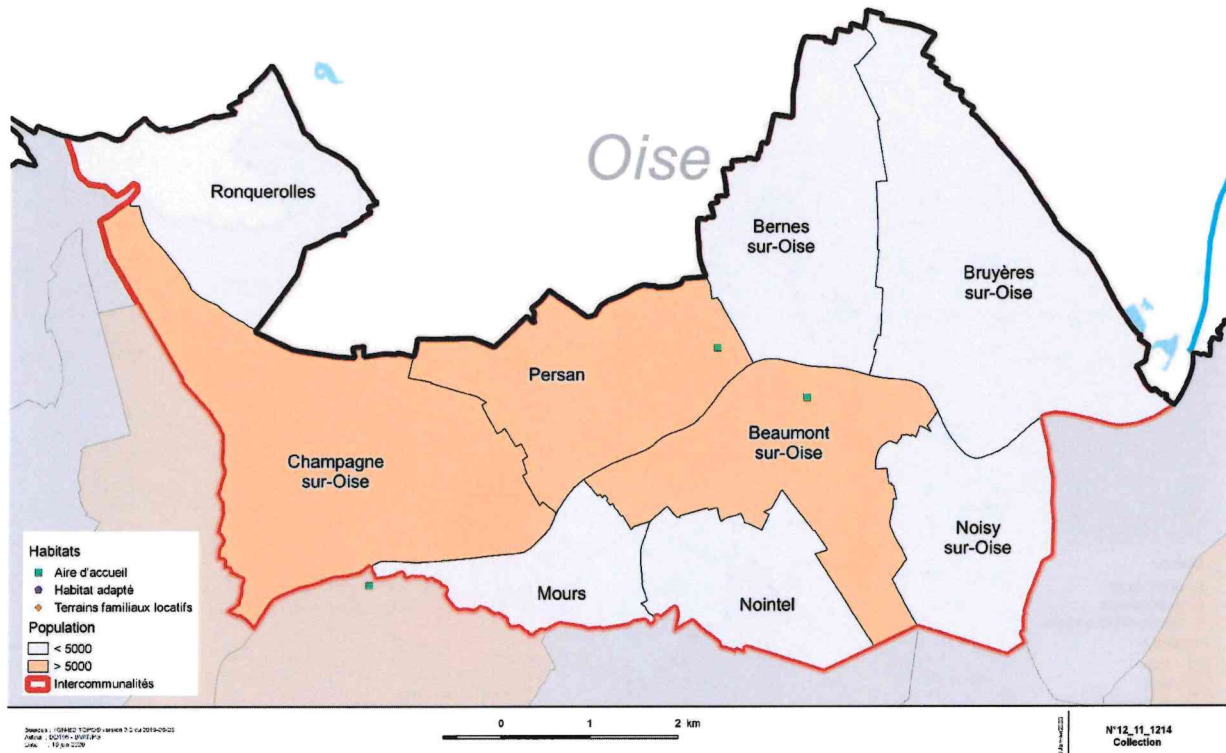 Oise
Ronquerolles
Bernes
sur-Oise
Bruyères
sur-Oise
Persan
Beaumont
sur-Oise
Champagne
sur-Oise
Noisy
sur-Oise
Mours
Nointel
Habitats
Aire d'accueil
Habitat adapté
Terrains familiaux locatifs
Population
< 5000
> 5000
Intercommunalités
0 1 2 km
N°12_11_1214
Collection